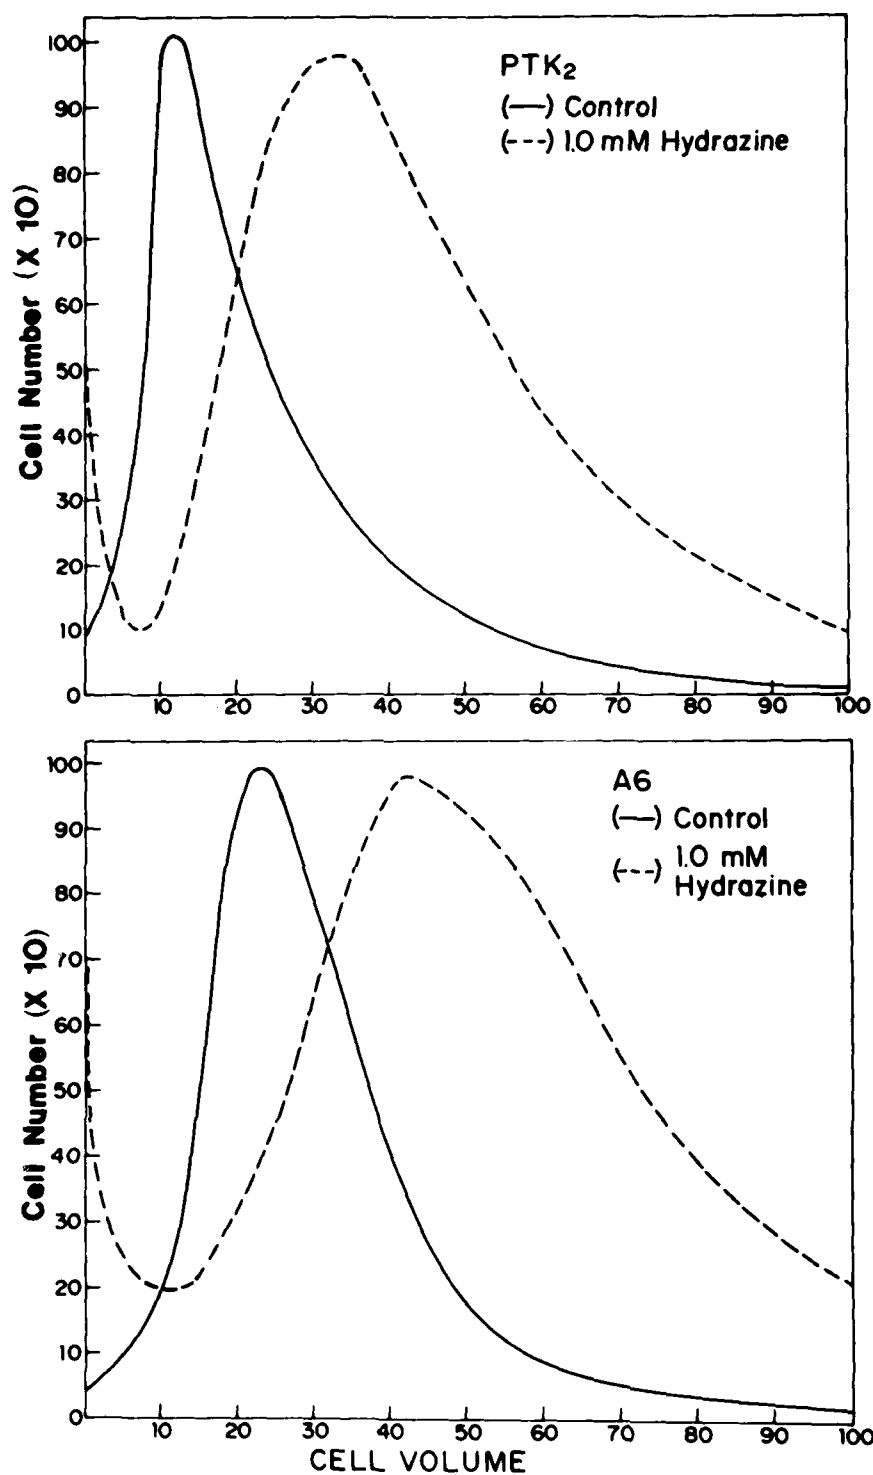 PTK2
(—) Control
(---) 1.0 mM Hydrazine
Cell Number (X 10)
100
90
80
70
60
50
40
30
20
10
0
10 20 30 40 50 60 70 80 90 100
A6
(—) Control
(---) 1.0 mM
Hydrazine
Cell Number (X 10)
100
90
80
70
60
50
40
30
20
10
0
10 20 30 40 50 60 70 80 90 100
CELL VOLUME